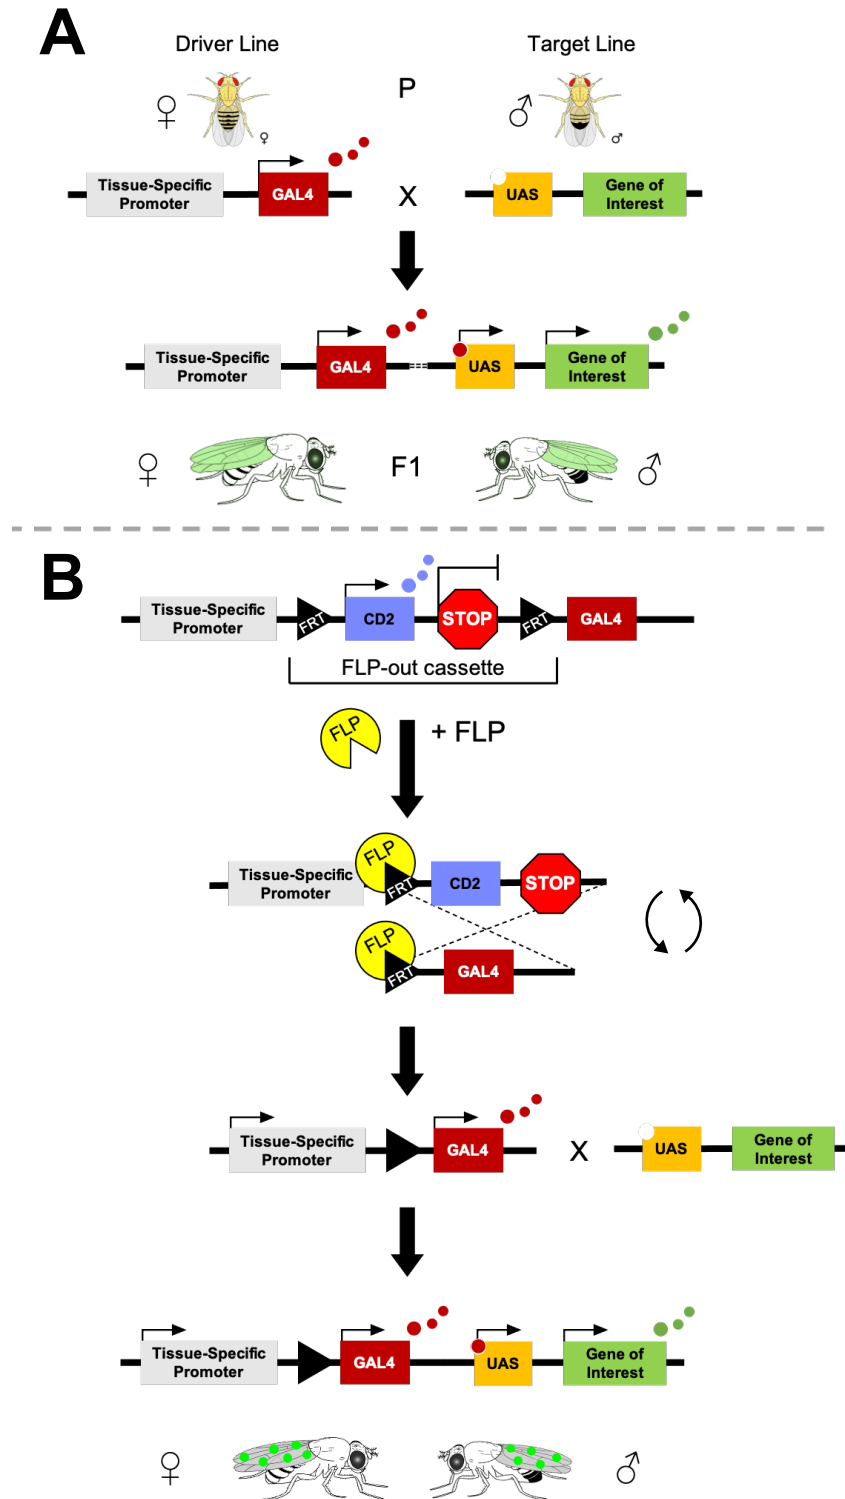 A
Driver Line
Target Line
♀
P
♂
♀
♂
Tissue-Specific
Promoter
GAL4
X
UAS
Gene of
Interest
Tissue-Specific
Promoter
GAL4
UAS
Gene of
Interest
♀
F1
♂
B
Tissue-Specific
Promoter
FRT
CD2
STOP
FRT
GAL4
FLP-out cassette
FLP
+ FLP
Tissue-Specific
Promoter
FLP
FRT
CD2
STOP
FLP
FRT
GAL4
Tissue-Specific
Promoter
GAL4
X
UAS
Gene of
Interest
Tissue-Specific
Promoter
GAL4
UAS
Gene of
Interest
♀
♂